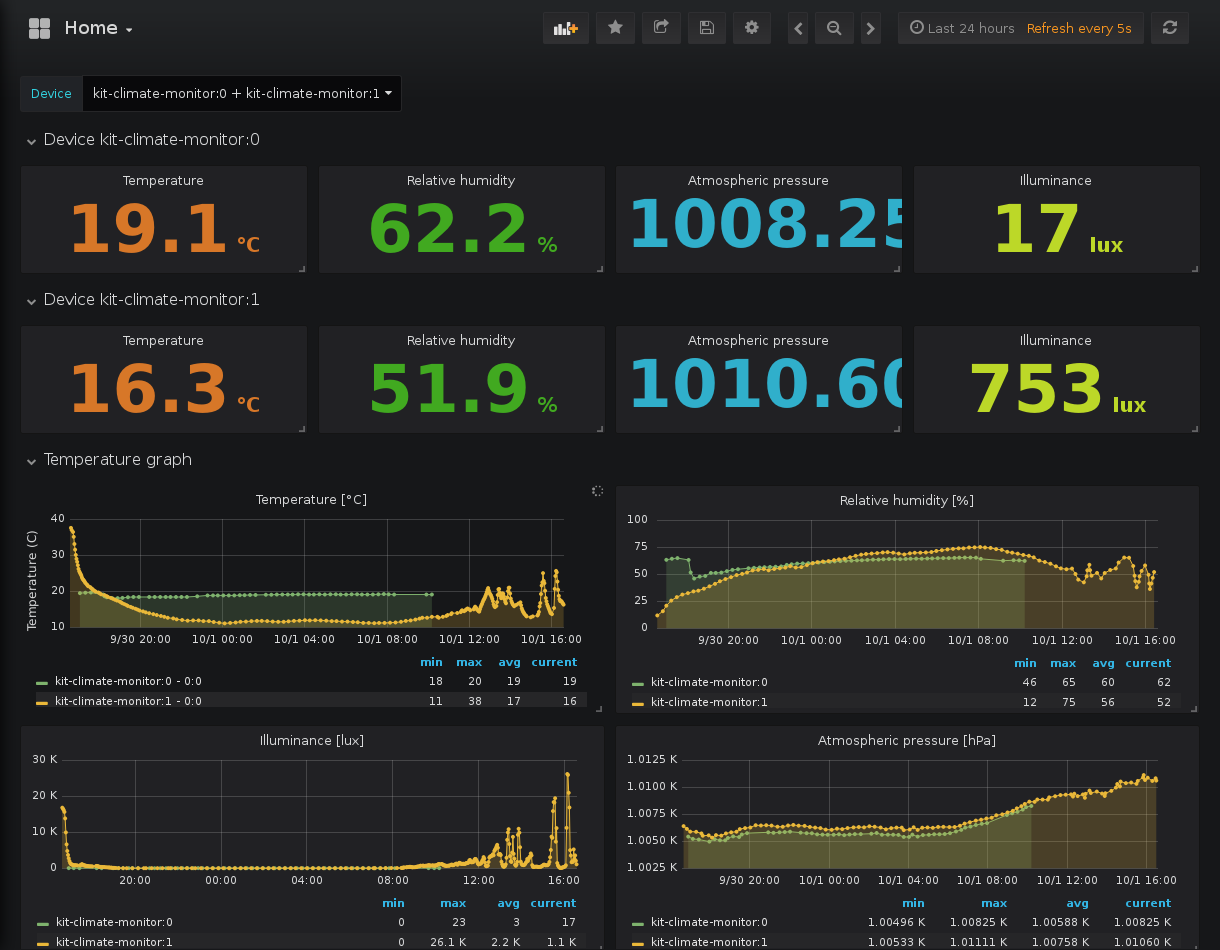 Home
Last 24 hours Refresh every 5s
Device kit-climate-monitor:0 + kit-climate-monitor:1
Device kit-climate-monitor:0
Temperature Relative humidity Atmospheric pressure Illuminance
19.1 °C 62.2 % 1008.25 17 lux
Device kit-climate-monitor:1
Temperature Relative humidity Atmospheric pressure Illuminance
16.3 °C 51.9 % 1010.60 753 lux
Temperature graph
Temperature [°C]
Temperature (C)
40
30
20
10
9/30 20:00 10/1 00:00 10/1 04:00 10/1 08:00 10/1 12:00 10/1 16:00
min max avg current
kit-climate-monitor:0 - 0:0 18 20 19 19
kit-climate-monitor:1 - 0:0 11 38 17 16
Relative humidity [%]
100
75
50
25
0
9/30 20:00 10/1 00:00 10/1 04:00 10/1 08:00 10/1 12:00 10/1 16:00
min max avg current
kit-climate-monitor:0 46 65 60 62
kit-climate-monitor:1 12 75 56 52
Illuminance [lux]
30 K
20 K
10 K
0
20:00 00:00 04:00 08:00 12:00 16:00
min max avg current
kit-climate-monitor:0 0 23 3 17
kit-climate-monitor:1 0 26.1 K 2.2 K 1.1 K
Atmospheric pressure [hPa]
1.0125 K
1.0100 K
1.0075 K
1.0050 K
1.0025 K
9/30 20:00 10/1 00:00 10/1 04:00 10/1 08:00 10/1 12:00 10/1 16:00
min max avg current
kit-climate-monitor:0 1.00496 K 1.00825 K 1.00588 K 1.00825 K
kit-climate-monitor:1 1.00533 K 1.01111 K 1.00758 K 1.01060 K